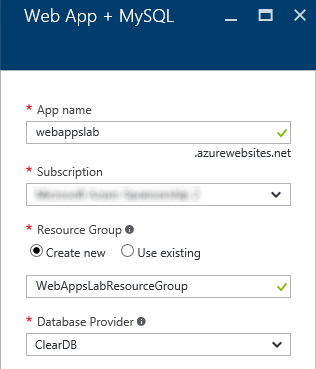 Web App + MySQL
* App name
webappslab
.azurewebsites.net
* Subscription
* Resource Group
Create new Use existing
WebAppsLabResourceGroup
* Database Provider
ClearDB